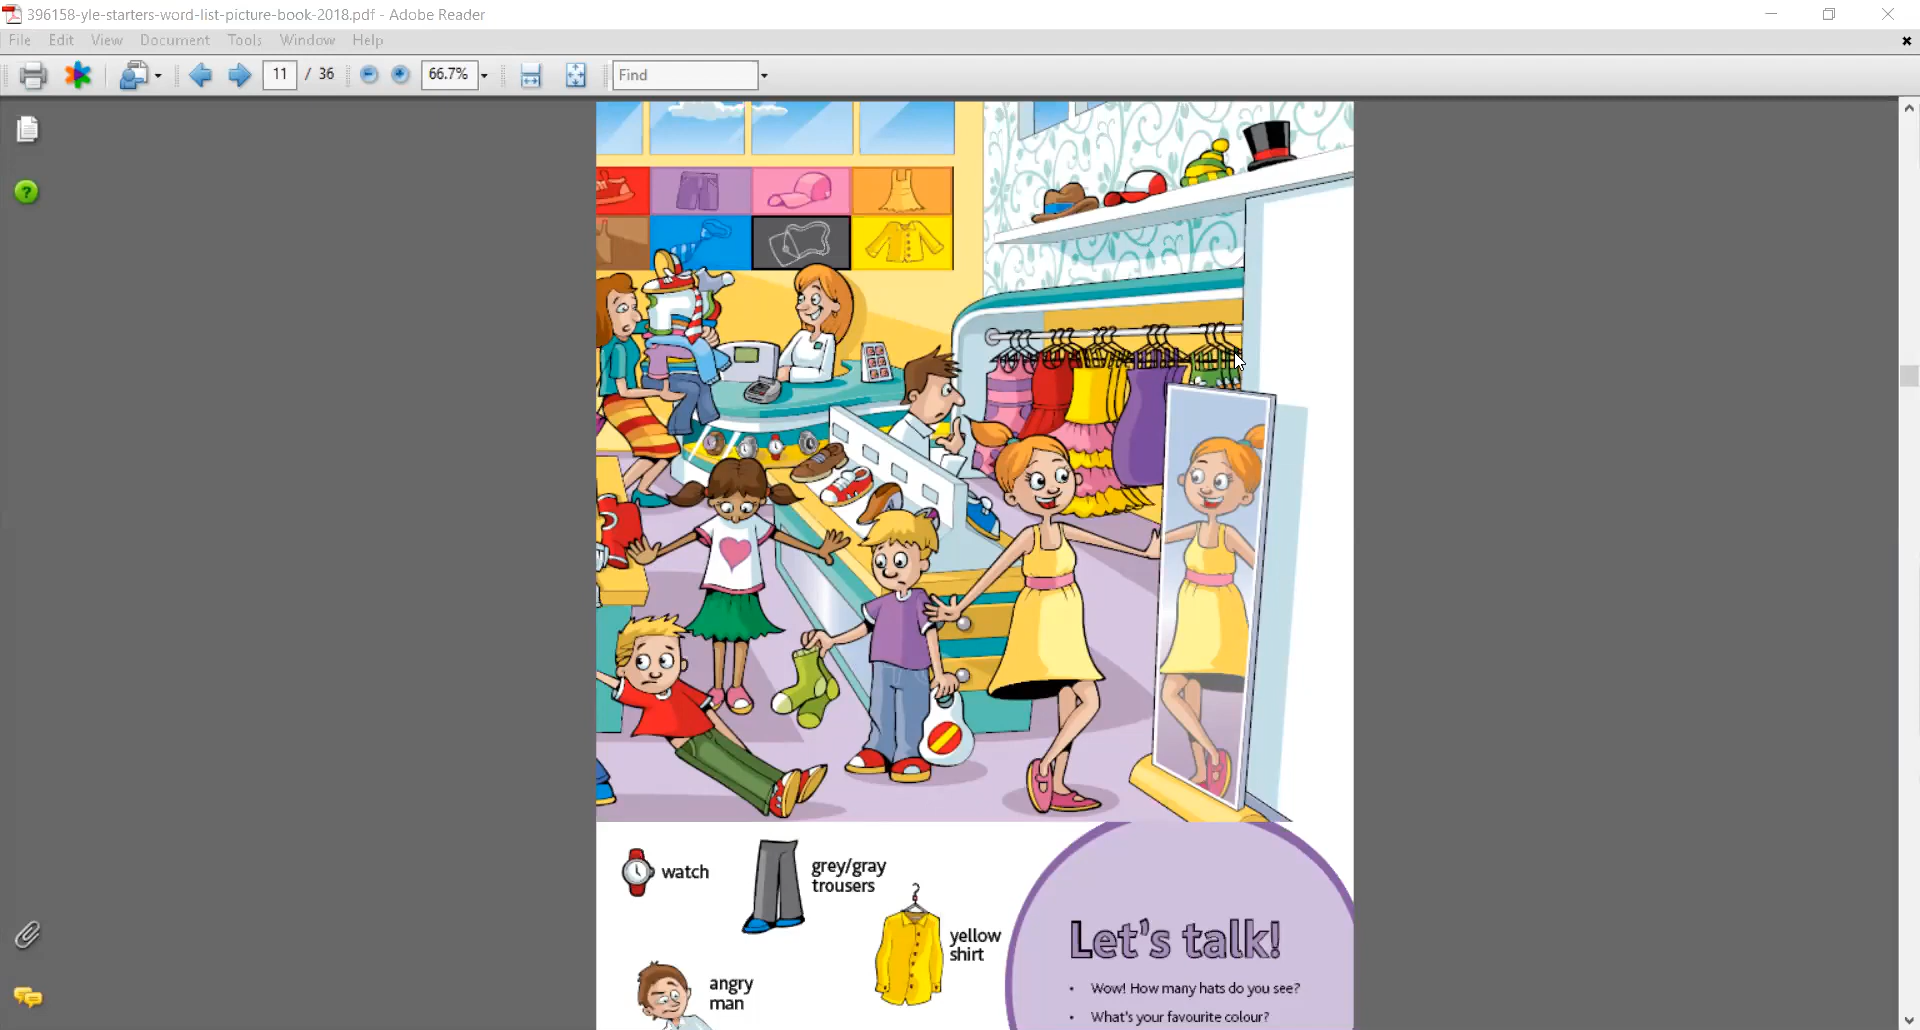 396158-yle-starters-word-list-picture-book-2018.pdf - Adobe Reader
File Edit View Document Tools Window Help
11 / 36 66.7% Find
watch
grey/gray
trousers
yellow
shirt
angry
man
Let's talk!
• Wow! How many hats do you see?
• What's your favourite colour?